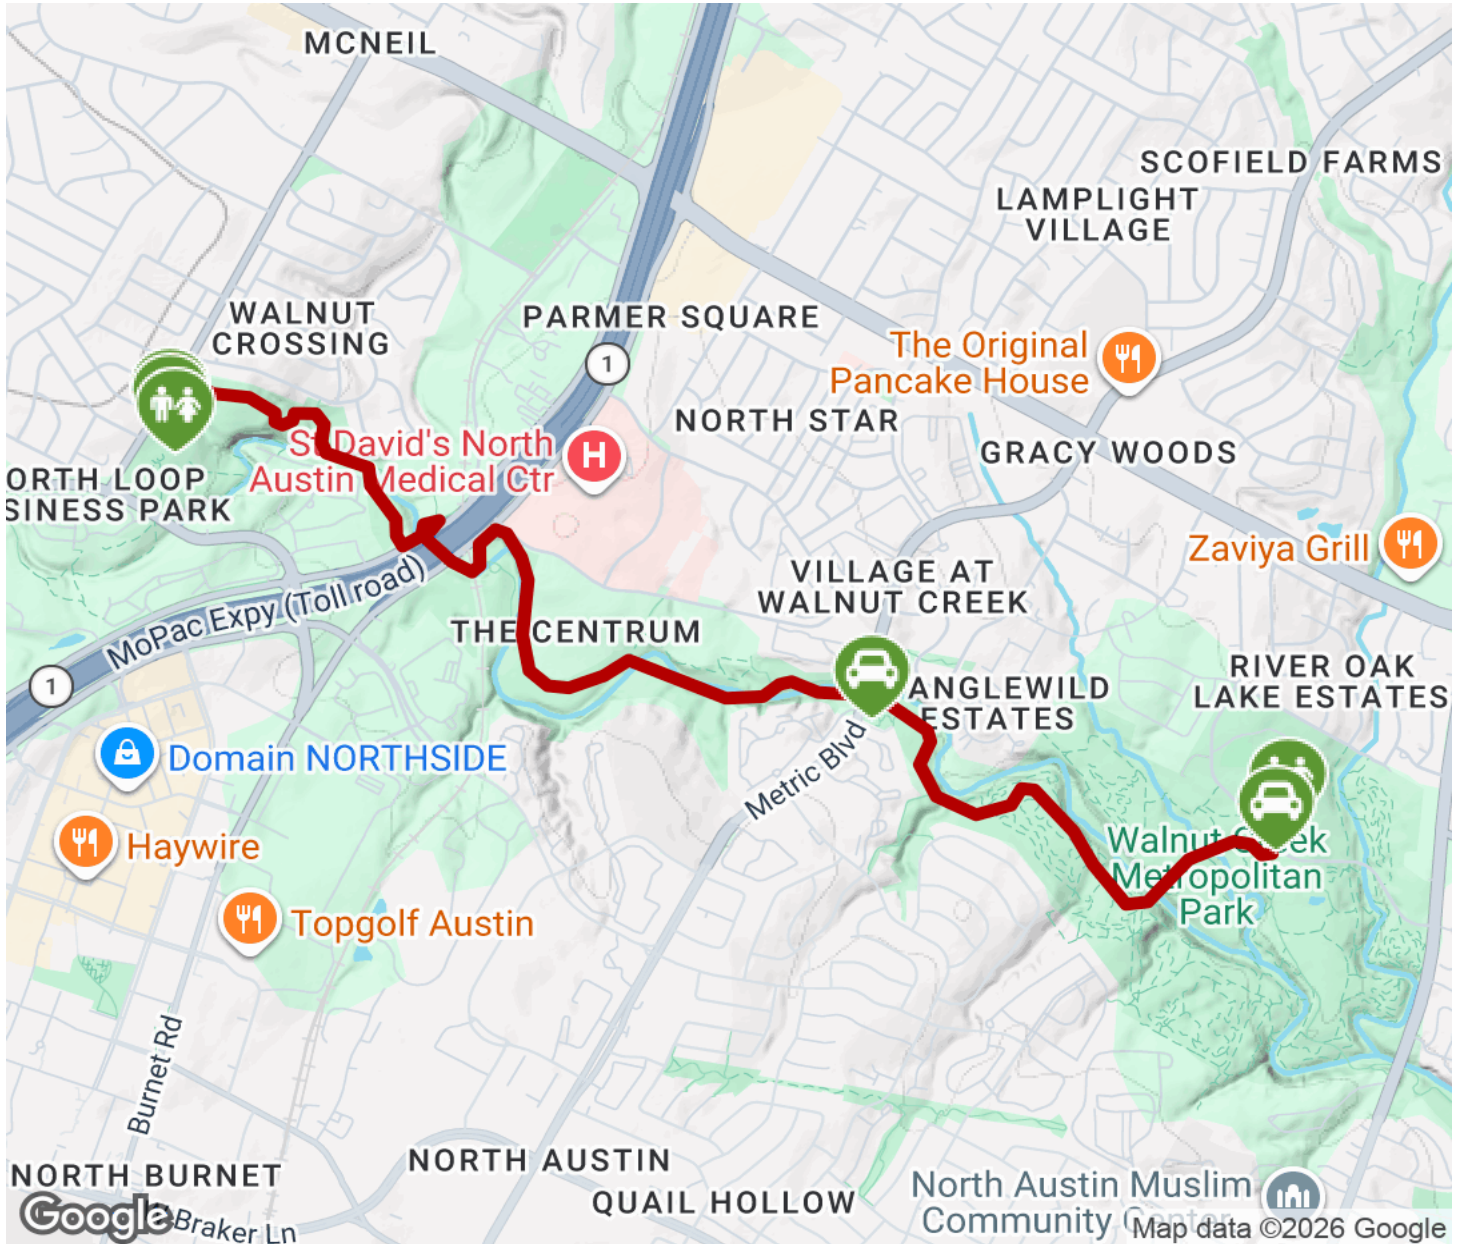 MCNEIL
SCOFIELD FARMS
LAMPLIGHT
VILLAGE
WALNUT
CROSSING
PARMER SQUARE
1
The Original
Pancake House
NORTH STAR
St David's North
Austin Medical Ctr
H
GRACY WOODS
ORTH LOOP
SINESS PARK
Zaviya Grill
MoPac Expy (Toll road)
VILLAGE AT
WALNUT CREEK
THE CENTRUM
1
RIVER OAK
LAKE ESTATES
ANGLEWILD
ESTATES
Domain NORTHSIDE
Metric Blvd
Haywire
Walnut Creek
Metropolitan
Park
Topgolf Austin
Burnet Rd
NORTH BURNET
NORTH AUSTIN
QUAIL HOLLOW
North Austin Muslim
Community Center
Google
W Braker Ln
Map data ©2026 Google